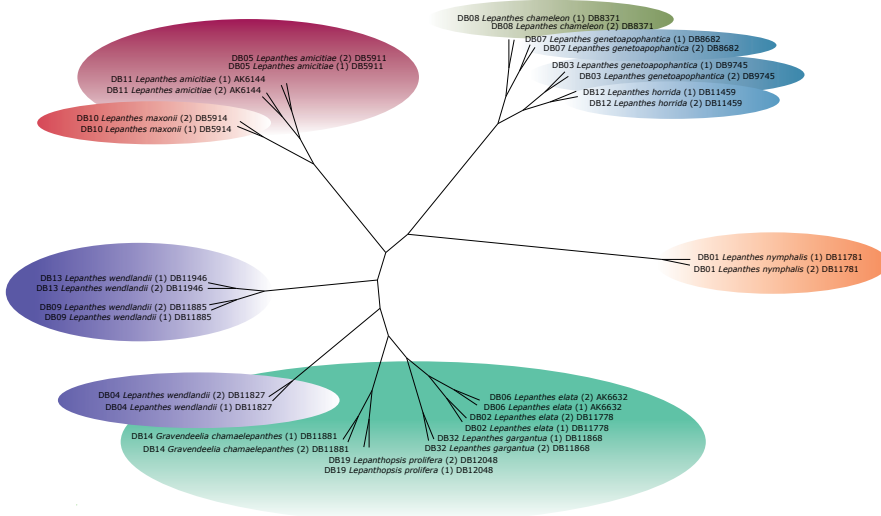 DB08 Lepanthes chameleon (1) DB8371
DB08 Lepanthes chameleon (2) DB8371
DB07 Lepanthes genetoapophantica (1) DB8682
DB07 Lepanthes genetoapophantica (2) DB8682
DB03 Lepanthes genetoapophantica (1) DB9745
DB03 Lepanthes genetoapophantica (2) DB9745
DB12 Lepanthes horrida (1) DB11459
DB12 Lepanthes horrida (2) DB11459
DB05 Lepanthes amicitiae (2) DB5911
DB05 Lepanthes amicitiae (1) DB5911
DB11 Lepanthes amicitiae (1) AK6144
DB11 Lepanthes amicitiae (2) AK6144
DB10 Lepanthes maxonii (2) DB5914
DB10 Lepanthes maxonii (1) DB5914
DB01 Lepanthes nymphalis (1) DB11781
DB01 Lepanthes nymphalis (2) DB11781
DB13 Lepanthes wendlandii (1) DB11946
DB13 Lepanthes wendlandii (2) DB11946
DB09 Lepanthes wendlandii (2) DB11885
DB09 Lepanthes wendlandii (1) DB11885
DB04 Lepanthes wendlandii (2) DB11827
DB04 Lepanthes wendlandii (1) DB11827
DB06 Lepanthes elata (2) AK6632
DB06 Lepanthes elata (1) AK6632
DB02 Lepanthes elata (2) DB11778
DB02 Lepanthes elata (1) DB11778
DB32 Lepanthes gargantua (1) DB11868
DB32 Lepanthes gargantua (2) DB11868
DB14 Gravendeelia chamaelepanthes (1) DB11881
DB14 Gravendeelia chamaelepanthes (2) DB11881
DB19 Lepanthopsis prolifera (2) DB12048
DB19 Lepanthopsis prolifera (1) DB12048